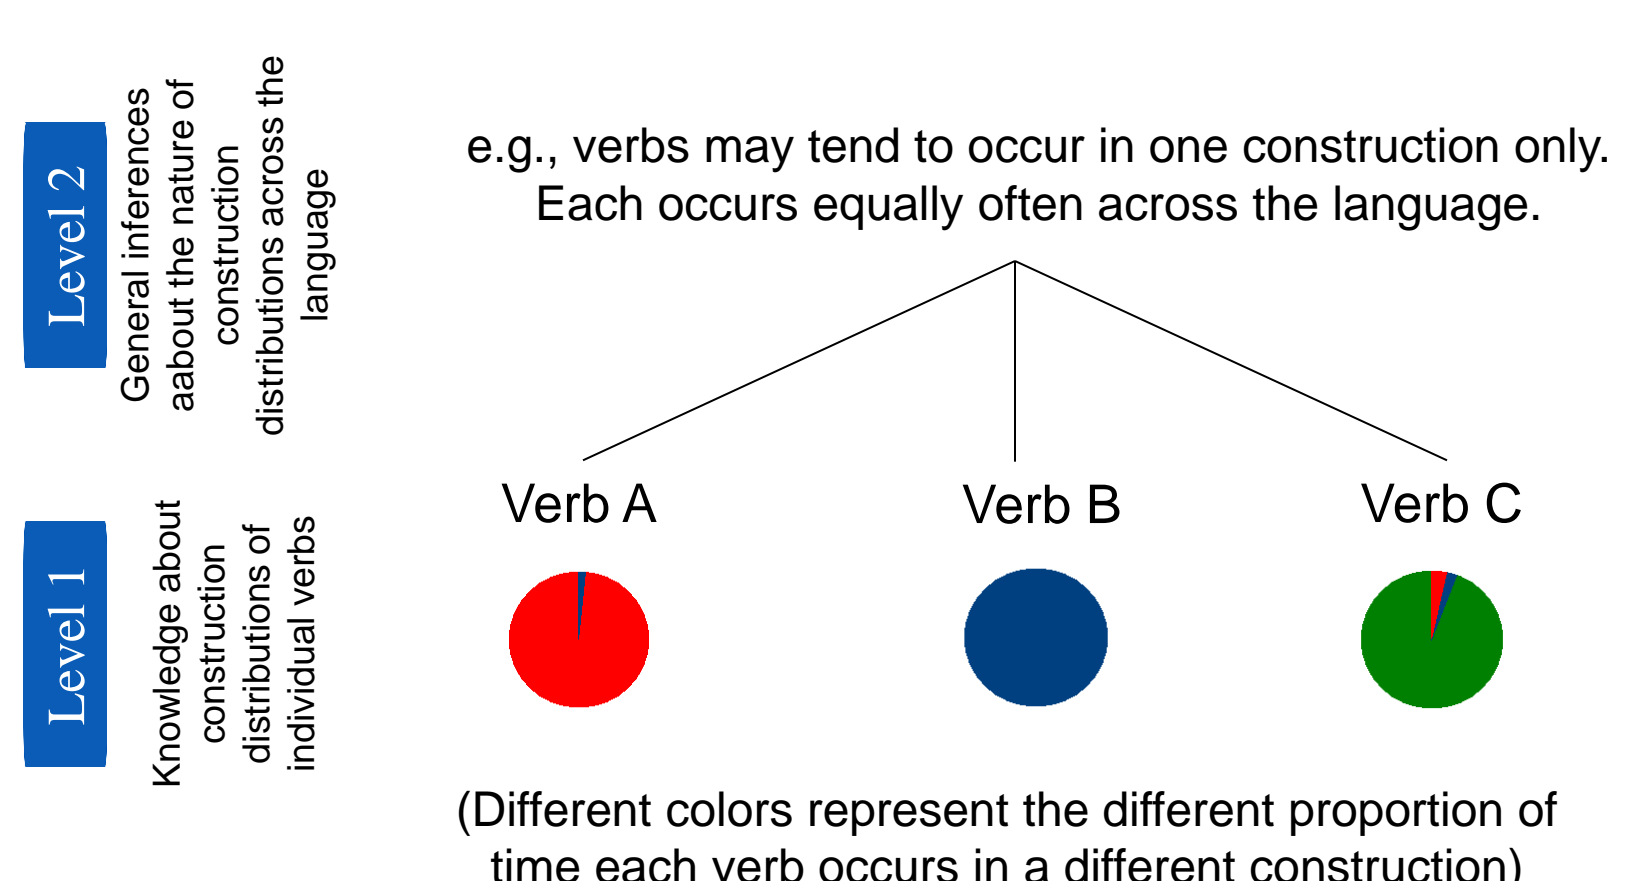 Level 2
General inferences
aabout the nature of
construction
distributions across the
language
e.g., verbs may tend to occur in one construction only.
Each occurs equally often across the language.
Level 1
Knowledge about
construction
distributions of
individual verbs
Verb A
Verb B
Verb C
(Different colors represent the different proportion of
time each verb occurs in a different construction)